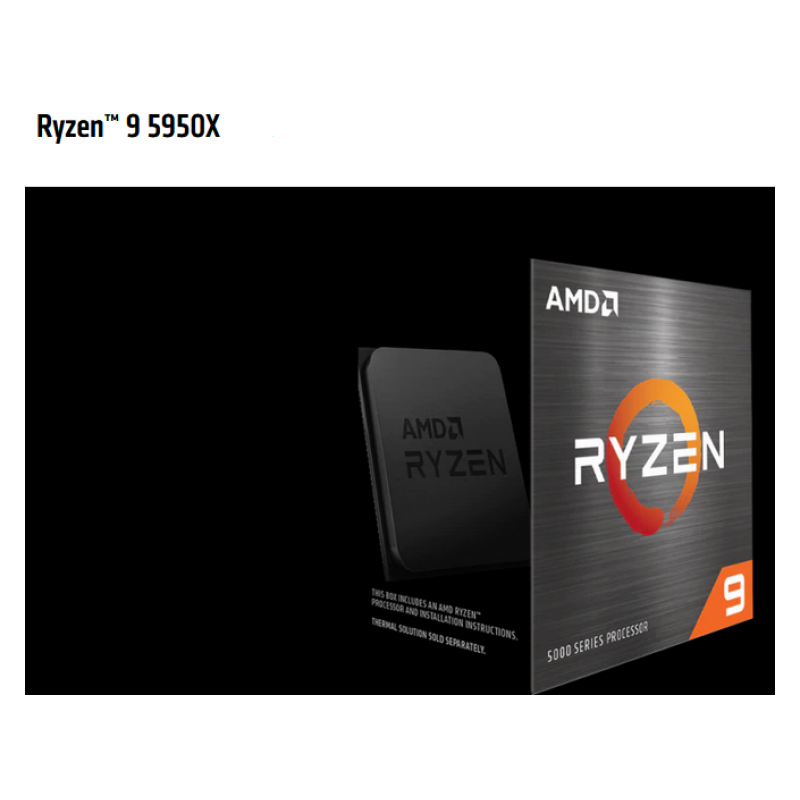 Ryzen™ 9 5950X
AMD
RYZEN
AMD
RYZEN
9
THIS BOX INCLUDES AN AMD RYZEN™
PROCESSOR AND INSTALLATION INSTRUCTIONS.
THERMAL SOLUTION SOLD SEPARATELY.
5000 SERIES PROCESSOR